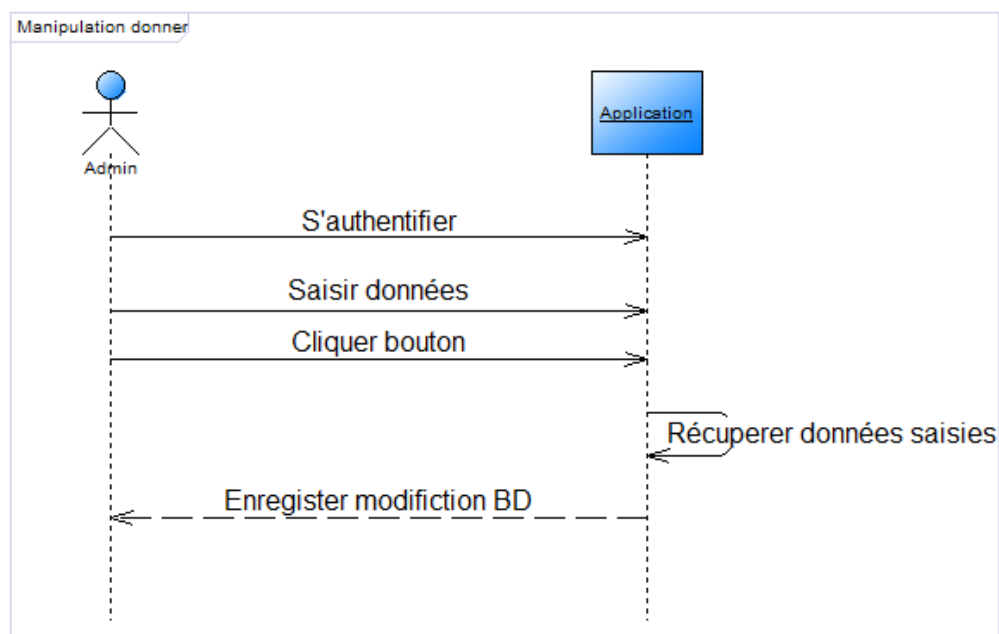 Manipulation donner
Application
Admin
S'authentifier
Saisir données
Cliquer bouton
Récuperer données saisies
Enregister modifiction BD